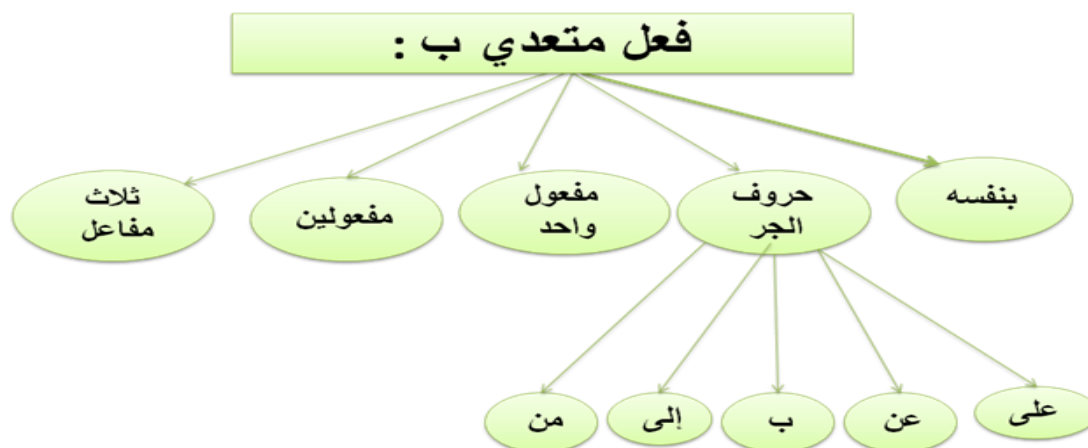 فعل متعدي ب :
بنفسه
حروف
الجر
مفعول
واحد
مفعولين
ثلاث
مفاعل
على
عن
ب
إلى
من